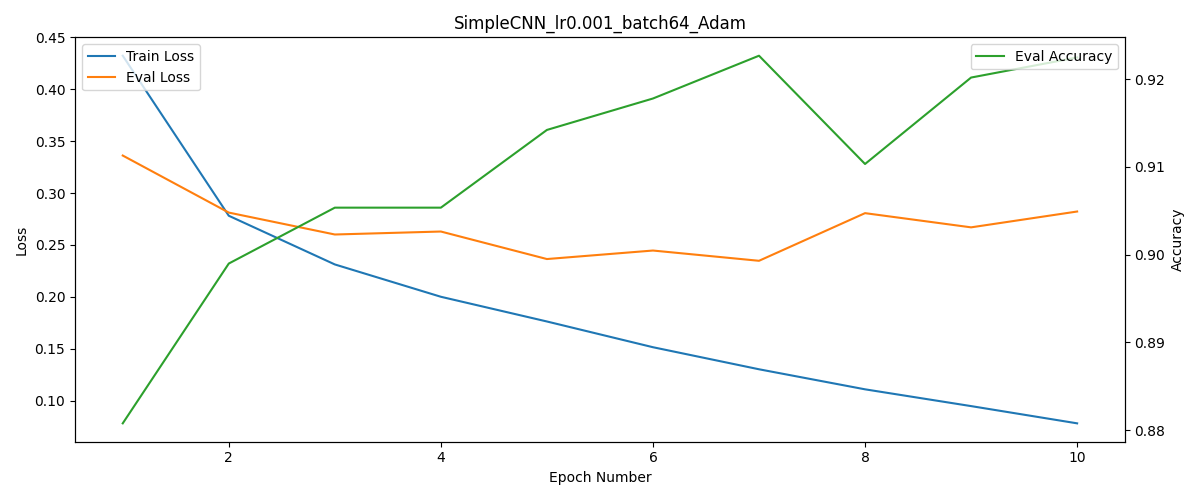 SimpleCNN_lr0.001_batch64_Adam
Train Loss
Eval Loss
Eval Accuracy
Loss
0.45
0.40
0.35
0.30
0.25
0.20
0.15
0.10
0.92
0.91
0.90
0.89
0.88
Accuracy
2 4 6 8 10
Epoch Number